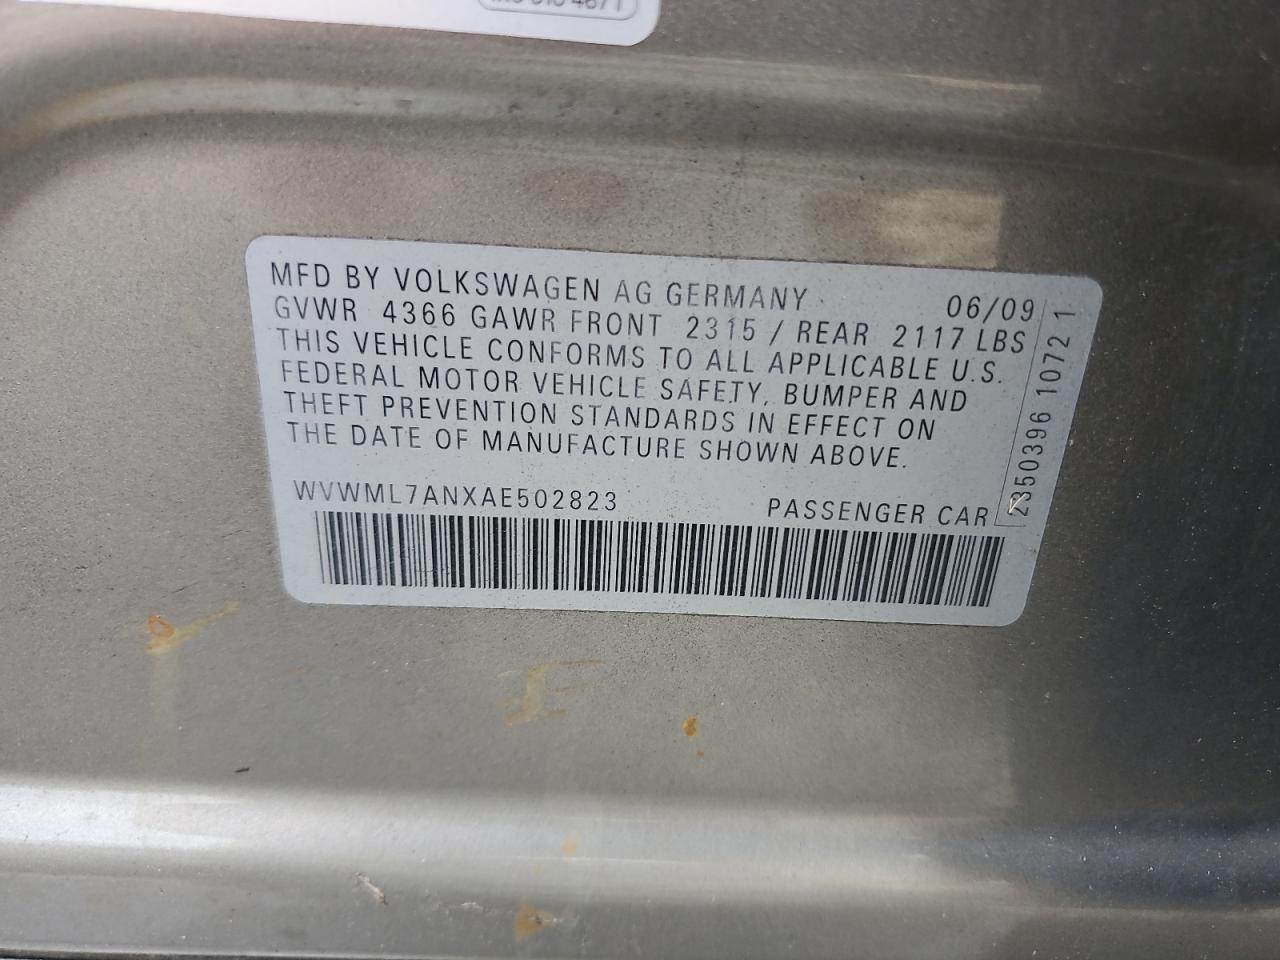 MFD BY VOLKSWAGEN AG GERMANY 06/09
GVWR 4366 GAWR FRONT 2315 / REAR 2117 LBS
THIS VEHICLE CONFORMS TO ALL APPLICABLE U.S.
FEDERAL MOTOR VEHICLE SAFETY, BUMPER AND
THEFT PREVENTION STANDARDS IN EFFECT ON
THE DATE OF MANUFACTURE SHOWN ABOVE.
WVWML7ANXAE502823 PASSENGER CAR
2350396 1072 1